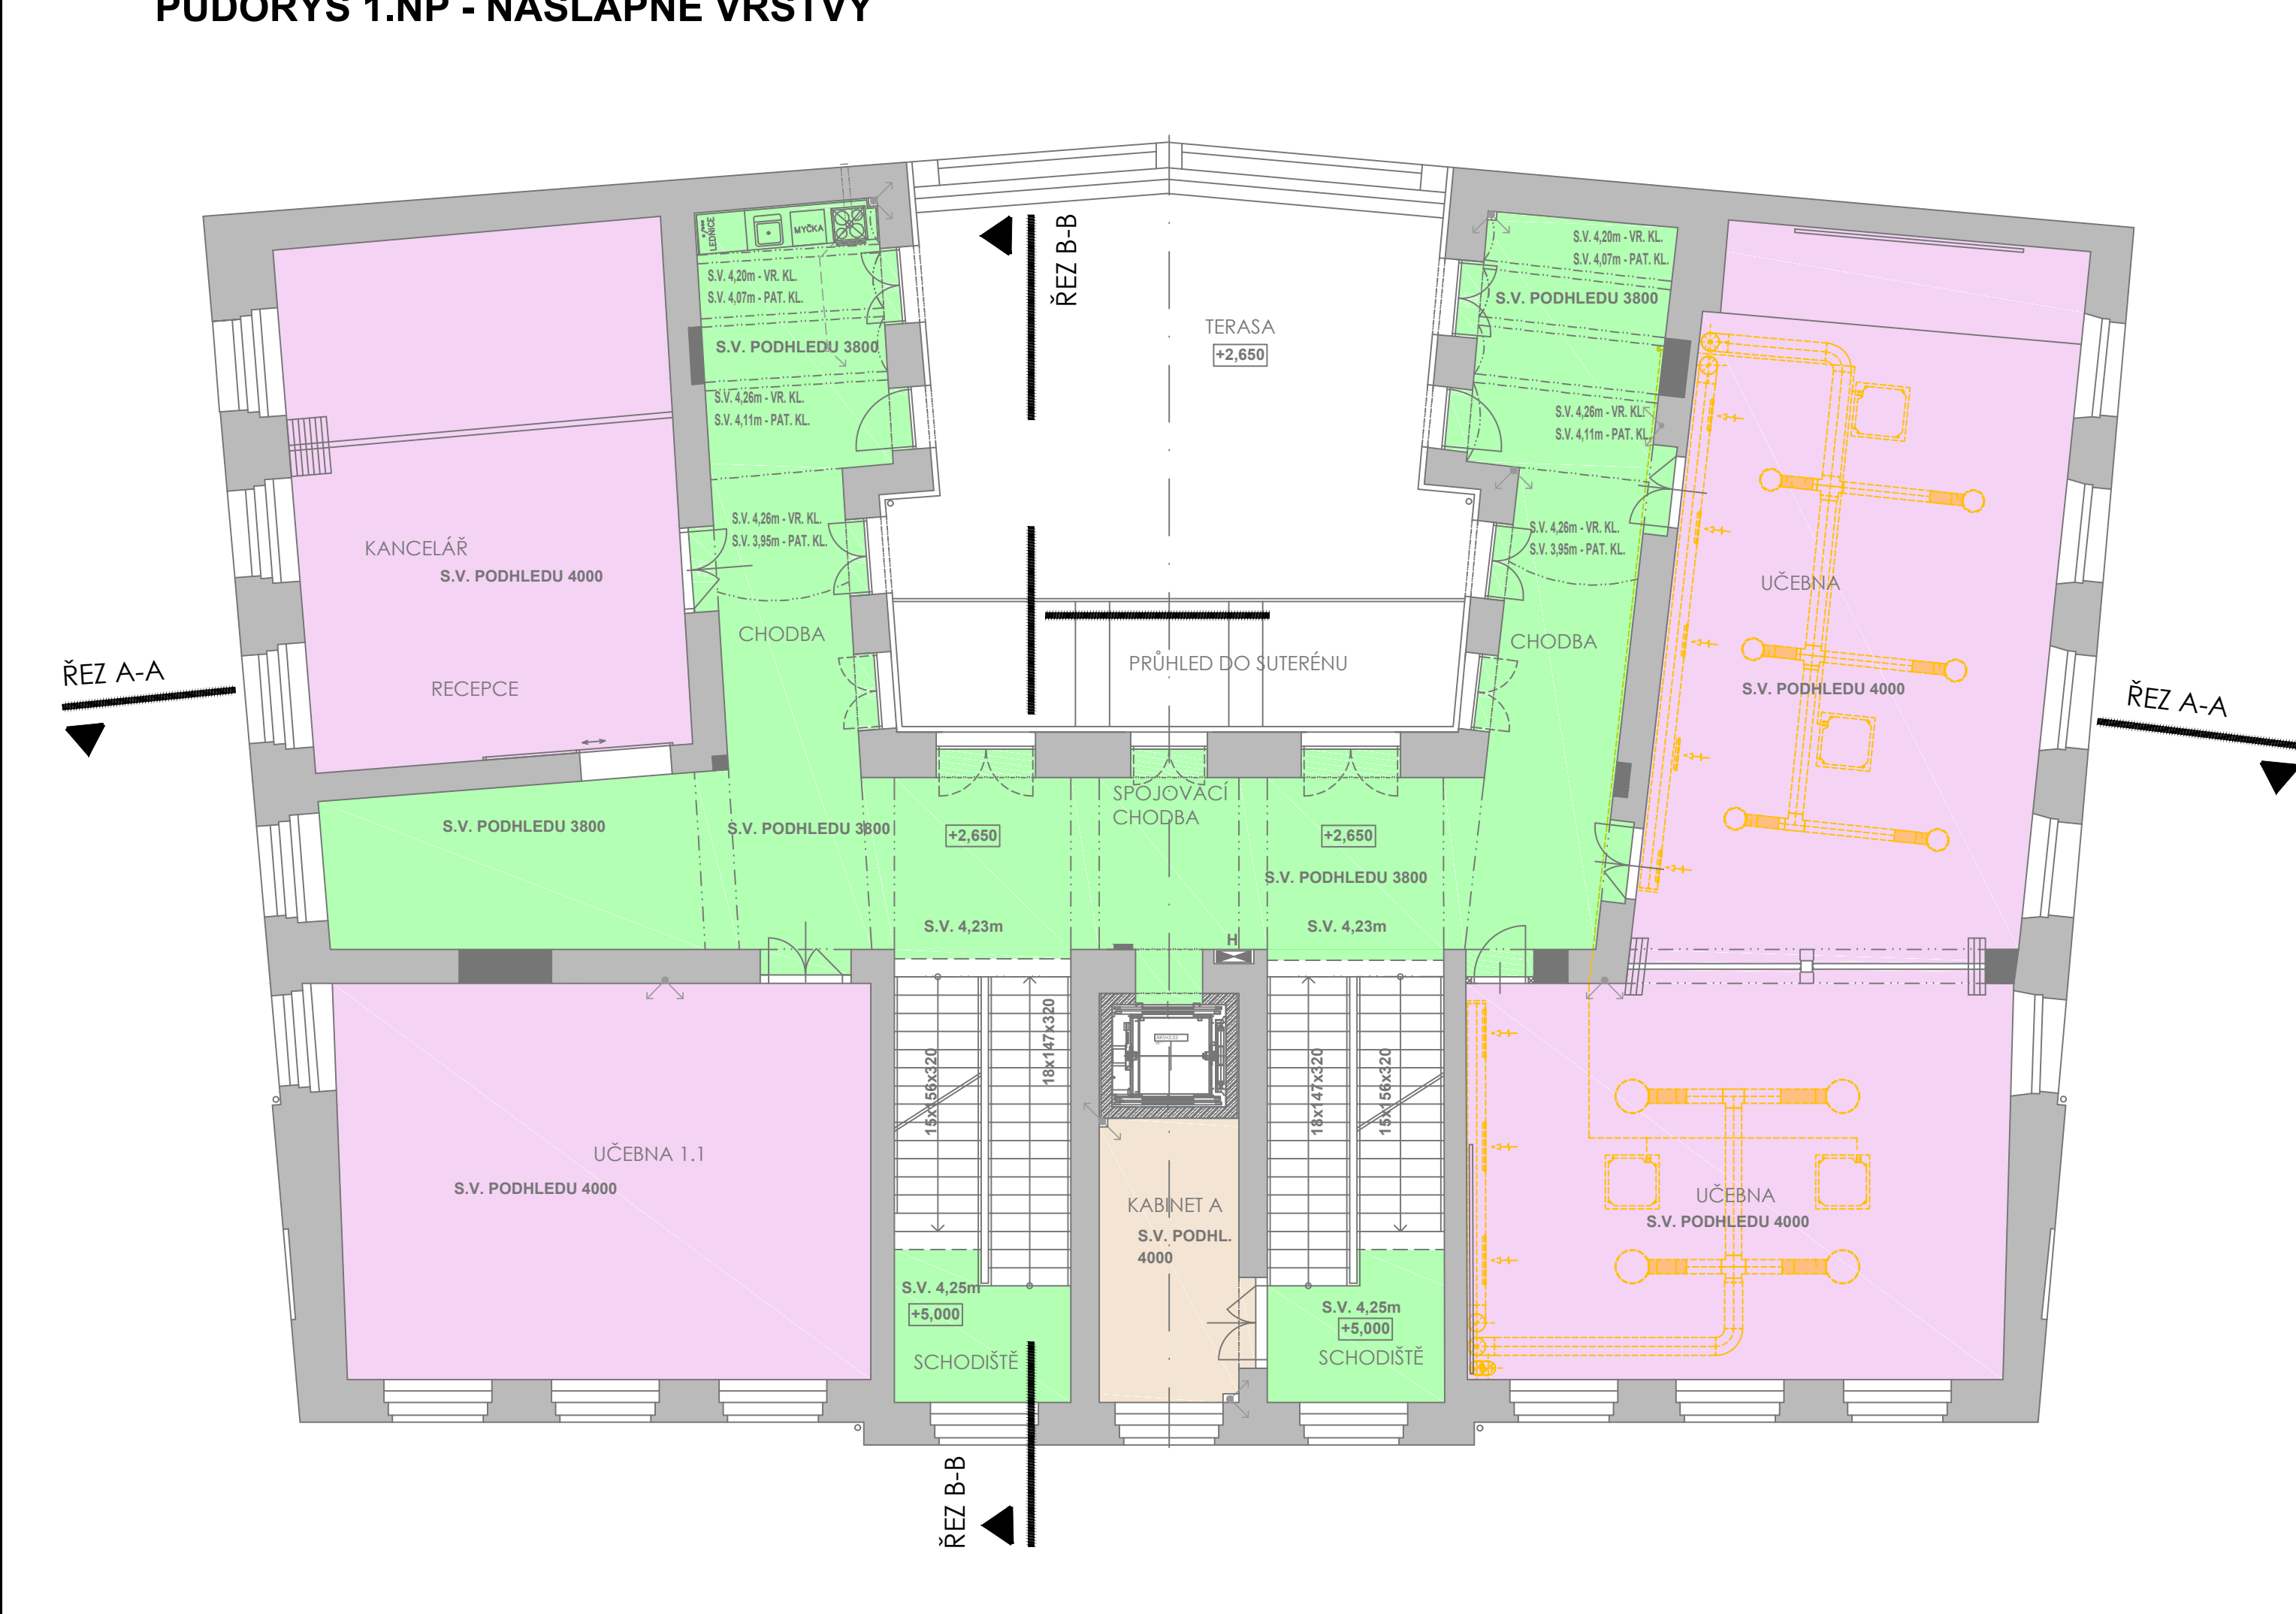 PŮDORYS 1.NP - NÁŠLAPNÉ VRSTVY
ŘEZ B-B
LEDNICE
MYČKA
S.V. 4,20m - VR. KL.
S.V. 4,07m - PAT. KL.
S.V. PODHLEDU 3800
S.V. 4,26m - VR. KL.
S.V. 4,11m - PAT. KL.
S.V. 4,26m - VR. KL.
S.V. 3,95m - PAT. KL.
CHODBA
TERASA
+2,650
PRŮHLED DO SUTERÉNU
S.V. 4,20m - VR. KL.
S.V. 4,07m - PAT. KL.
S.V. PODHLEDU 3800
S.V. 4,26m - VR. KL.
S.V. 4,11m - PAT. KL.
S.V. 4,26m - VR. KL.
S.V. 3,95m - PAT. KL.
CHODBA
KANCELÁŘ
S.V. PODHLEDU 4000
RECEPCE
UČEBNA
S.V. PODHLEDU 4000
ŘEZ A-A
ŘEZ A-A
SPOJOVACÍ
CHODBA
S.V. PODHLEDU 3800
S.V. PODHLEDU 3800
+2,650
+2,650
S.V. PODHLEDU 3800
S.V. 4,23m
S.V. 4,23m
H
15x156x320
18x147x320
18x147x320
15x156x320
UČEBNA 1.1
S.V. PODHLEDU 4000
KABINET A
S.V. PODHL.
4000
UČEBNA
S.V. PODHLEDU 4000
S.V. 4,25m
+5,000
SCHODIŠTĚ
S.V. 4,25m
+5,000
SCHODIŠTĚ
ŘEZ B-B